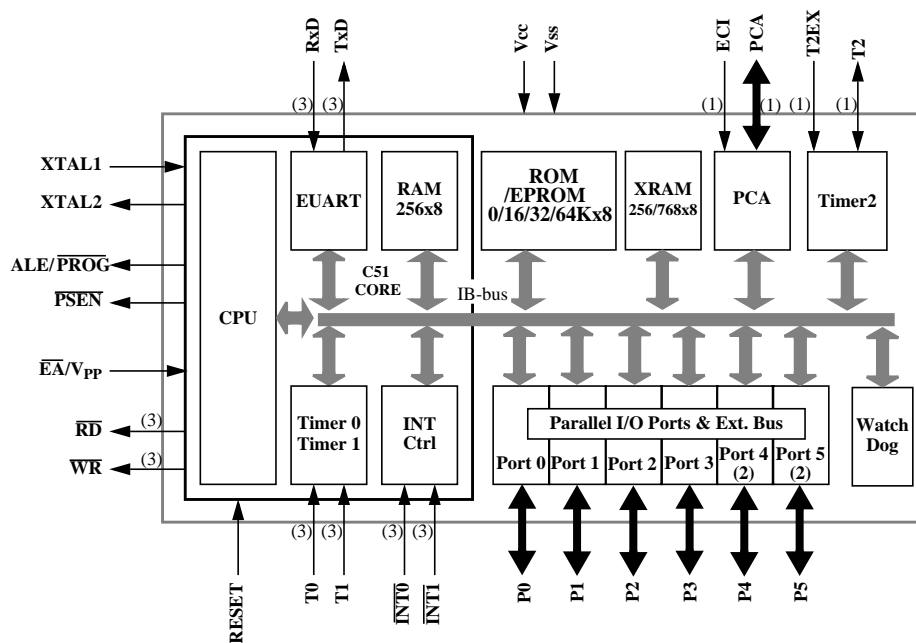 RxD
TxD
Vcc
Vss
ECI
PCA
T2EX
T2
(3)
(3)
(1)
(1)
(1)
(1)
XTAL1
XTAL2
ALE/PROG
PSEN
EA/VPP
RD
(3)
WR
(3)
CPU
EUART
RAM
256x8
C51
CORE
IB-bus
ROM
/EPROM
0/16/32/64Kx8
XRAM
256/768x8
PCA
Timer2
Timer 0
Timer 1
INT
Ctrl
Parallel I/O Ports & Ext. Bus
Port 0
Port 1
Port 2
Port 3
Port 4
(2)
Port 5
(2)
Watch
Dog
(3)
(3)
(3)
(3)
RESET
T0
T1
INT0
INT1
P0
P1
P2
P3
P4
P5